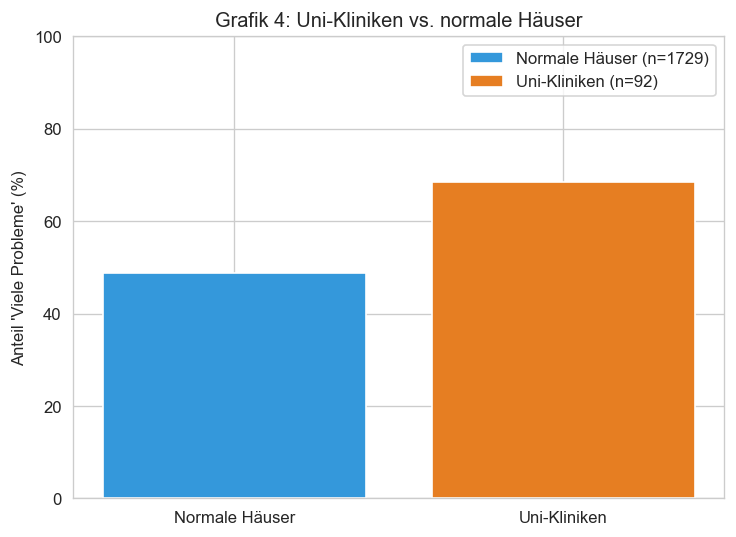 Grafik 4: Uni-Kliniken vs. normale Häuser
Normale Häuser (n=1729)
Uni-Kliniken (n=92)
Anteil 'Viele Probleme' (%)
100
80
60
40
20
0
Normale Häuser
Uni-Kliniken